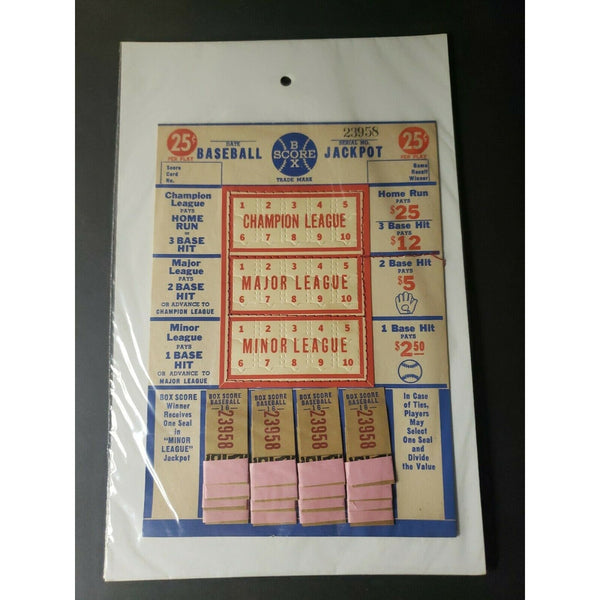 25¢
PER PLAY
DATE
BASEBALL
BOX SCORE
TRADE MARK
23958
SERIAL NO.
JACKPOT
25¢
PER PLAY
Score
Card
No.
Game
Result
Winner
Champion
League
PAYS
HOME
RUN
OR
3 BASE
HIT
1 2 3 4 5
CHAMPION LEAGUE
6 7 8 9 10
Home Run
PAYS
$25
3 Base Hit
PAYS
$12
Major
League
PAYS
2 BASE
HIT
OR ADVANCE TO
CHAMPION LEAGUE
1 2 3 4 5
MAJOR LEAGUE
6 7 8 9 10
2 Base Hit
PAYS
$5
Minor
League
PAYS
1 BASE
HIT
OR ADVANCE TO
MAJOR LEAGUE
1 2 3 4 5
MINOR LEAGUE
6 7 8 9 10
1 Base Hit
PAYS
$2.50
BOX SCORE
Winner
Receives
One Seal
in
"MINOR
LEAGUE"
Jackpot
BOX SCORE
BASEBALL
16
23958
BOX SCORE
BASEBALL
16
23958
BOX SCORE
BASEBALL
16
23958
BOX SCORE
BASEBALL
16
23958
In Case
of Ties,
Players
May
Select
One Seal
and
Divide
the Value